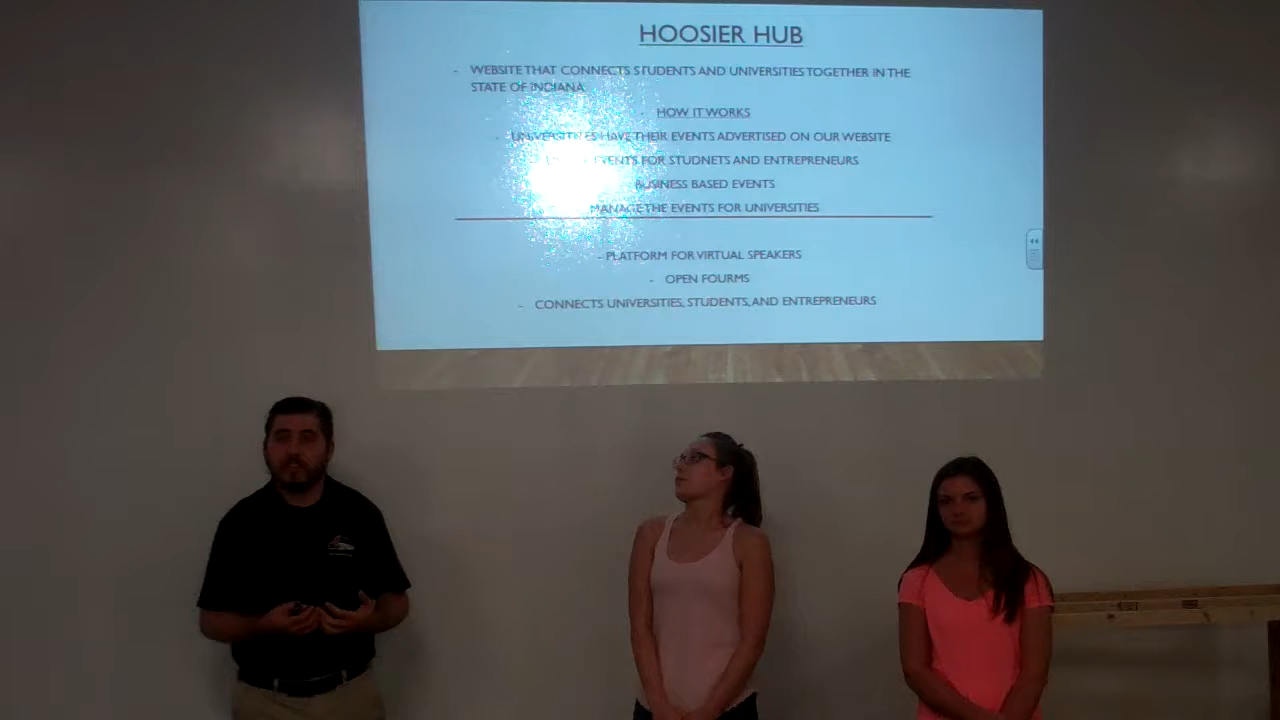 HOOSIER HUB
- WEBSITE THAT CONNECTS STUDENTS AND UNIVERSITIES TOGETHER IN THE
STATE OF INDIANA
- HOW IT WORKS
- UNIVERSITIES HAVE THEIR EVENTS ADVERTISED ON OUR WEBSITE
EVENTS FOR STUDNETS AND ENTREPRENEURS
BUSINESS BASED EVENTS
MANAGE THE EVENTS FOR UNIVERSITIES
- PLATFORM FOR VIRTUAL SPEAKERS
- OPEN FOURMS
- CONNECTS UNIVERSITIES, STUDENTS, AND ENTREPRENEURS